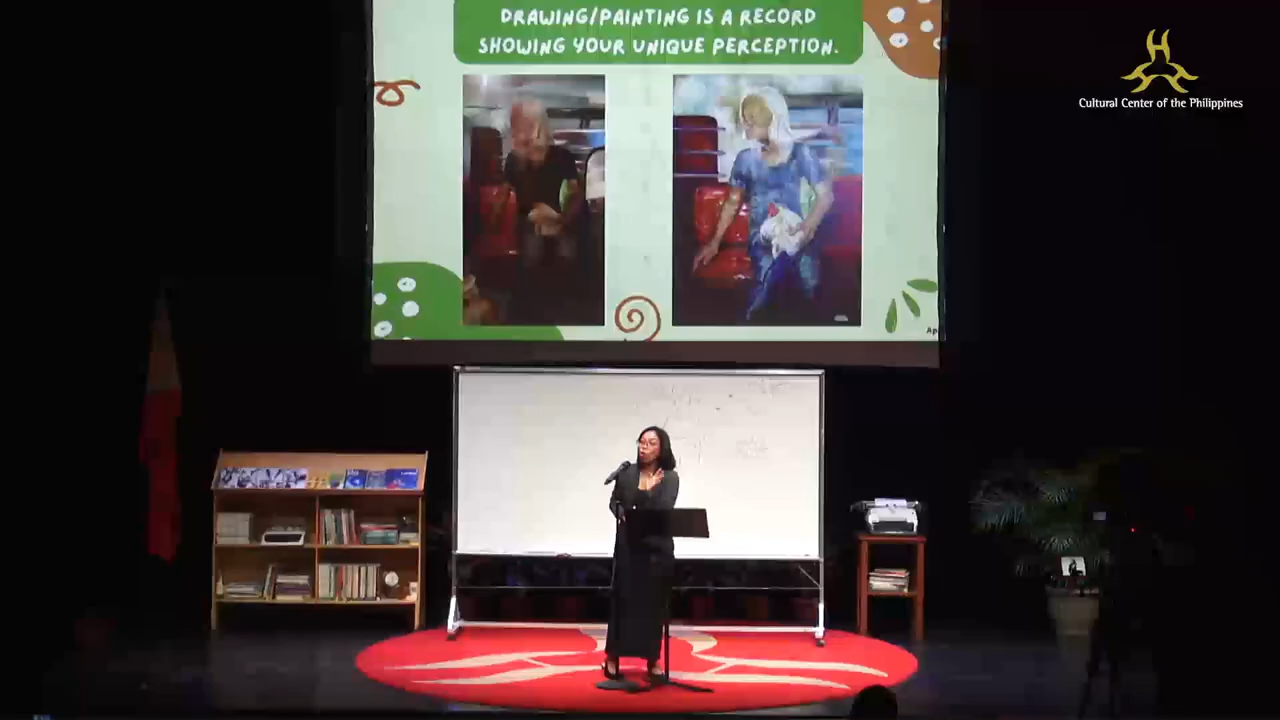 DRAWING/PAINTING IS A RECORD
SHOWING YOUR UNIQUE PERCEPTION.
Cultural Center of the Philippines